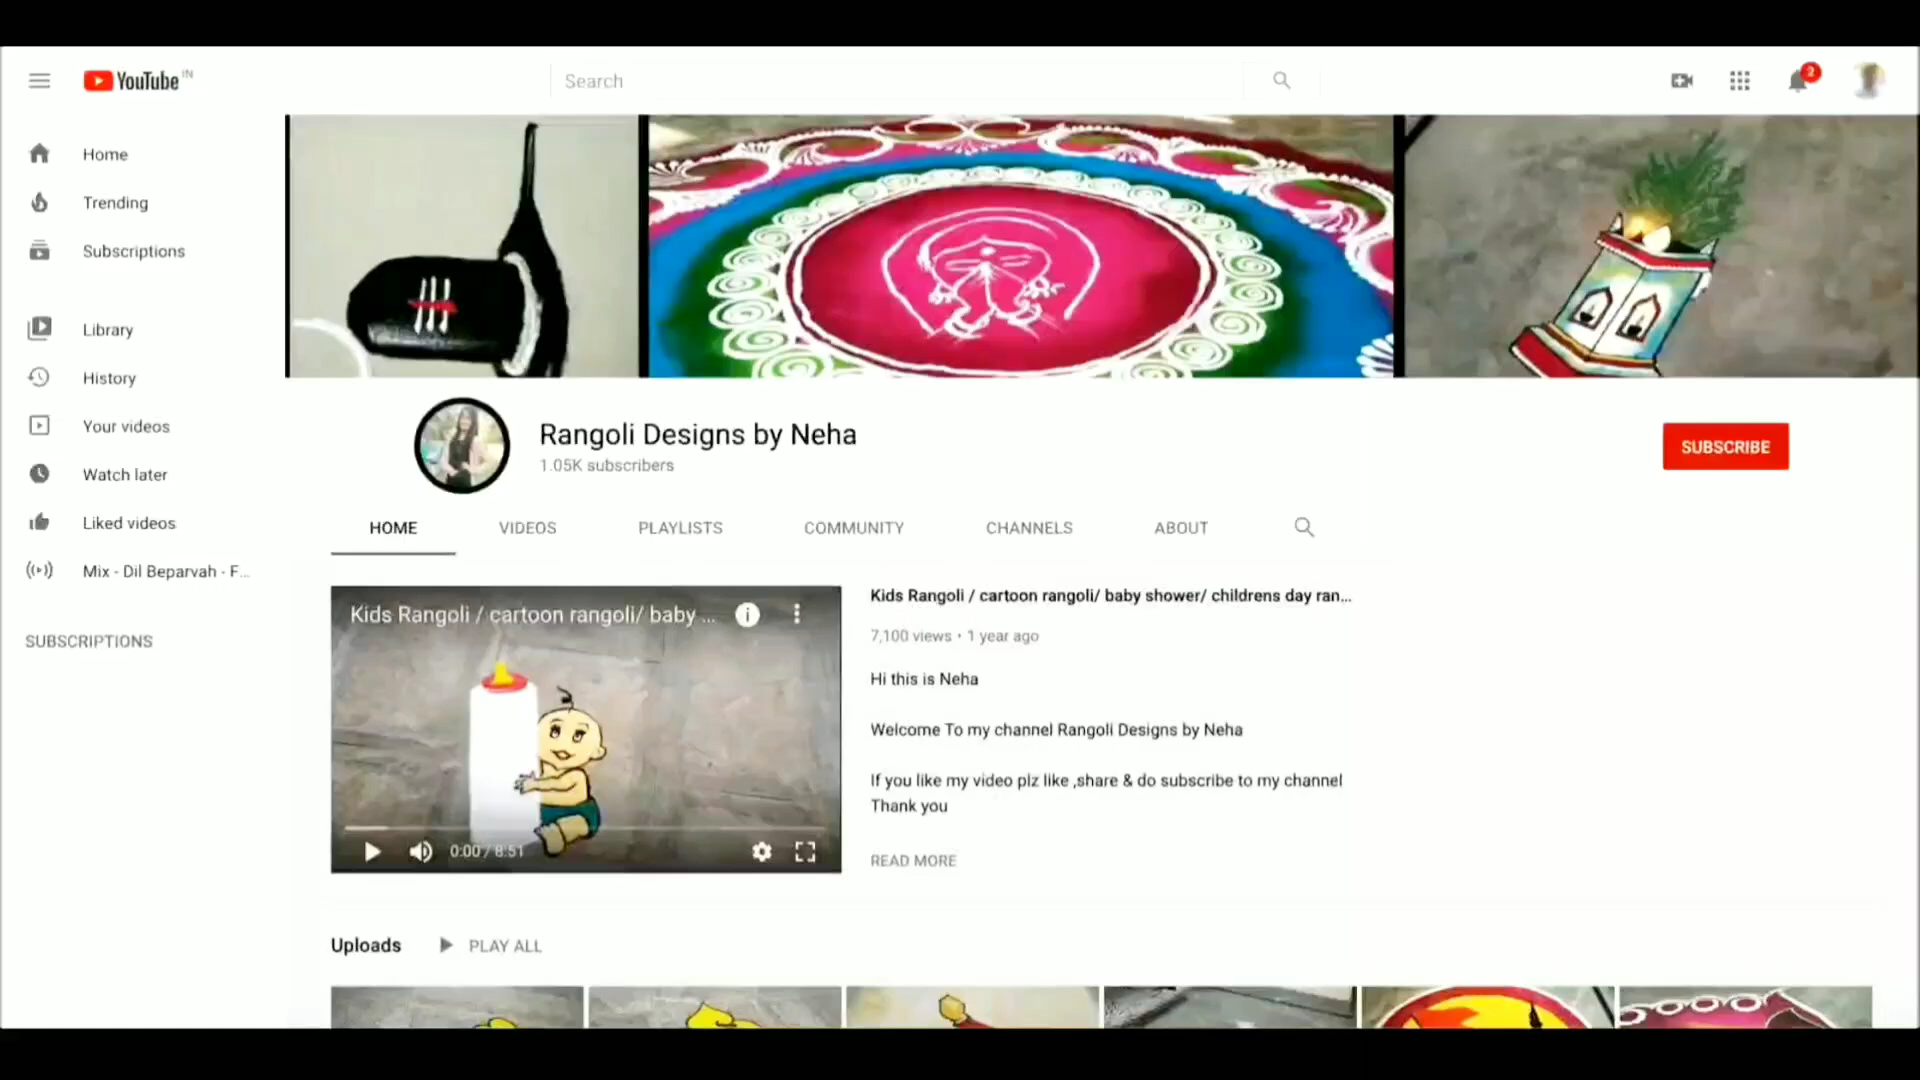 YouTube IN
Search
2
Home
Trending
Subscriptions
Library
History
Your videos
Watch later
Liked videos
Mix - Dil Beparvah - F...
SUBSCRIPTIONS
Rangoli Designs by Neha
1.05K subscribers
SUBSCRIBE
HOME VIDEOS PLAYLISTS COMMUNITY CHANNELS ABOUT
Kids Rangoli / cartoon rangoli/ baby ...
0:00 / 8:51
Kids Rangoli / cartoon rangoli/ baby shower/ childrens day ran...
7,100 views • 1 year ago
Hi this is Neha
Welcome To my channel Rangoli Designs by Neha
If you like my video plz like ,share & do subscribe to my channel
Thank you
READ MORE
Uploads PLAY ALL